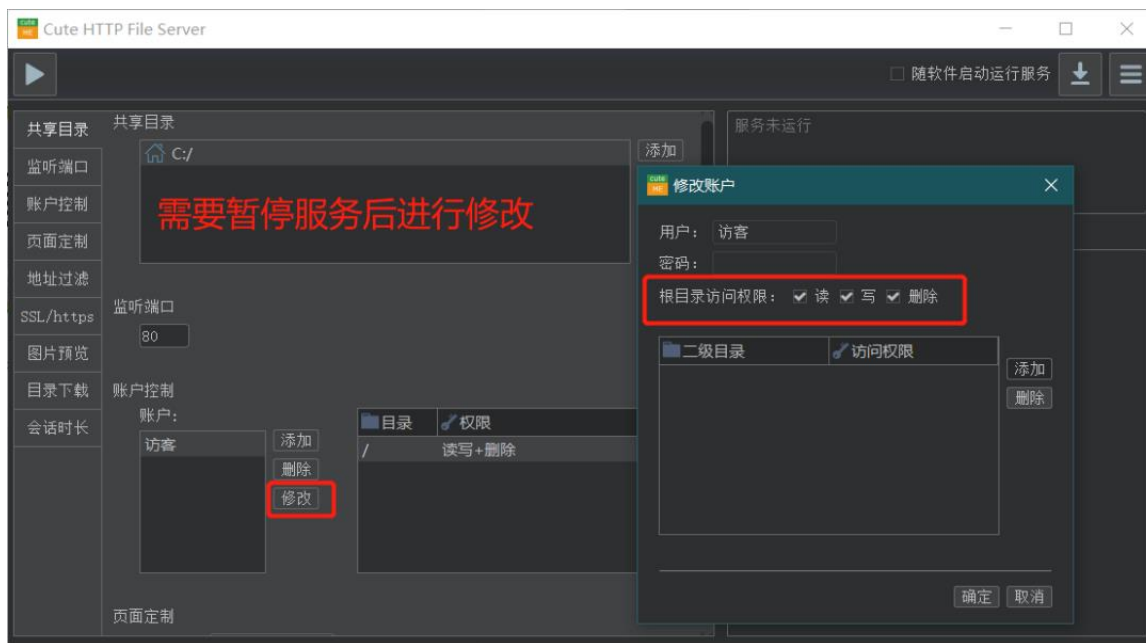 Cute HTTP File Server
随软件启动运行服务
共享目录
监听端口
账户控制
页面定制
地址过滤
SSL/https
图片预览
目录下载
会话时长
共享目录
C:/
添加
需要暂停服务后进行修改
监听端口
80
账户控制
账户:
访客
添加
删除
修改
目录 权限
/ 读写+删除
页面定制
服务未运行
cute
ME
修改账户
用户: 访客
密码:
根目录访问权限: 读 写 删除
二级目录 访问权限
添加
删除
确定 取消